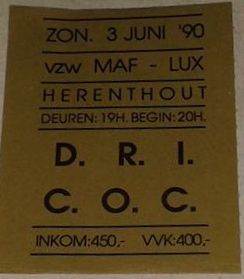 ZON. 3 JUNI '90
vzw MAF - LUX
HERENTHOUT
DEUREN: 19H. BEGIN: 20H.
D. R. I.
C. O. C.
INKOM: 450,- VVK: 400,-